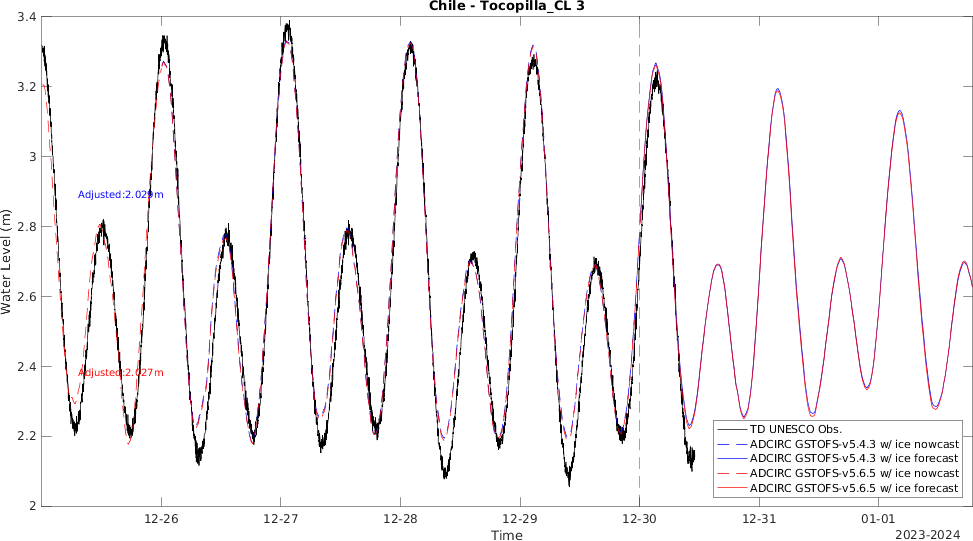 Chile - Tocopilla_CL 3
3.4
3.2
3
2.8
2.6
2.4
2.2
2
Water Level (m)
Adjusted:2.029m
Adjusted:2.027m
TD UNESCO Obs.
ADCIRC GSTOFS-v5.4.3 w/ ice nowcast
ADCIRC GSTOFS-v5.4.3 w/ ice forecast
ADCIRC GSTOFS-v5.6.5 w/ ice nowcast
ADCIRC GSTOFS-v5.6.5 w/ ice forecast
12-26
12-27
12-28
12-29
12-30
12-31
01-01
Time
2023-2024